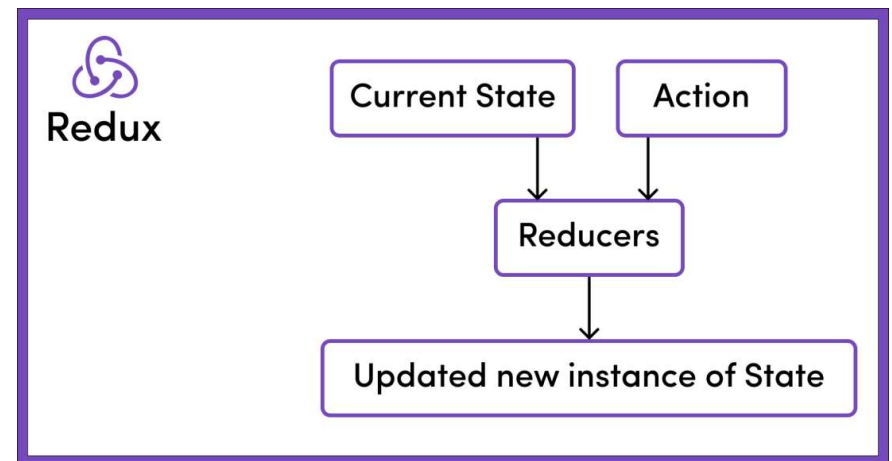 Redux
Current State
Action
Reducers
Updated new instance of State